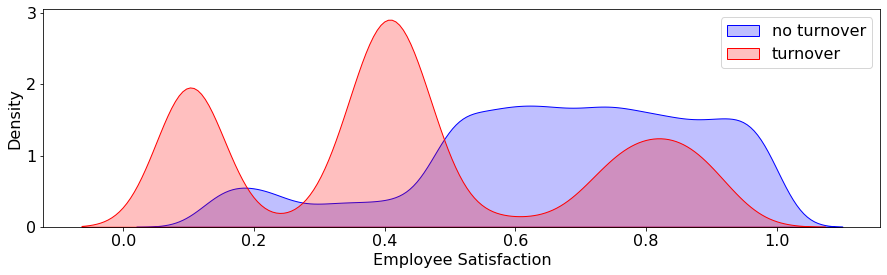 3
2
1
0
Density
no turnover
turnover
0.0 0.2 0.4 0.6 0.8 1.0
Employee Satisfaction